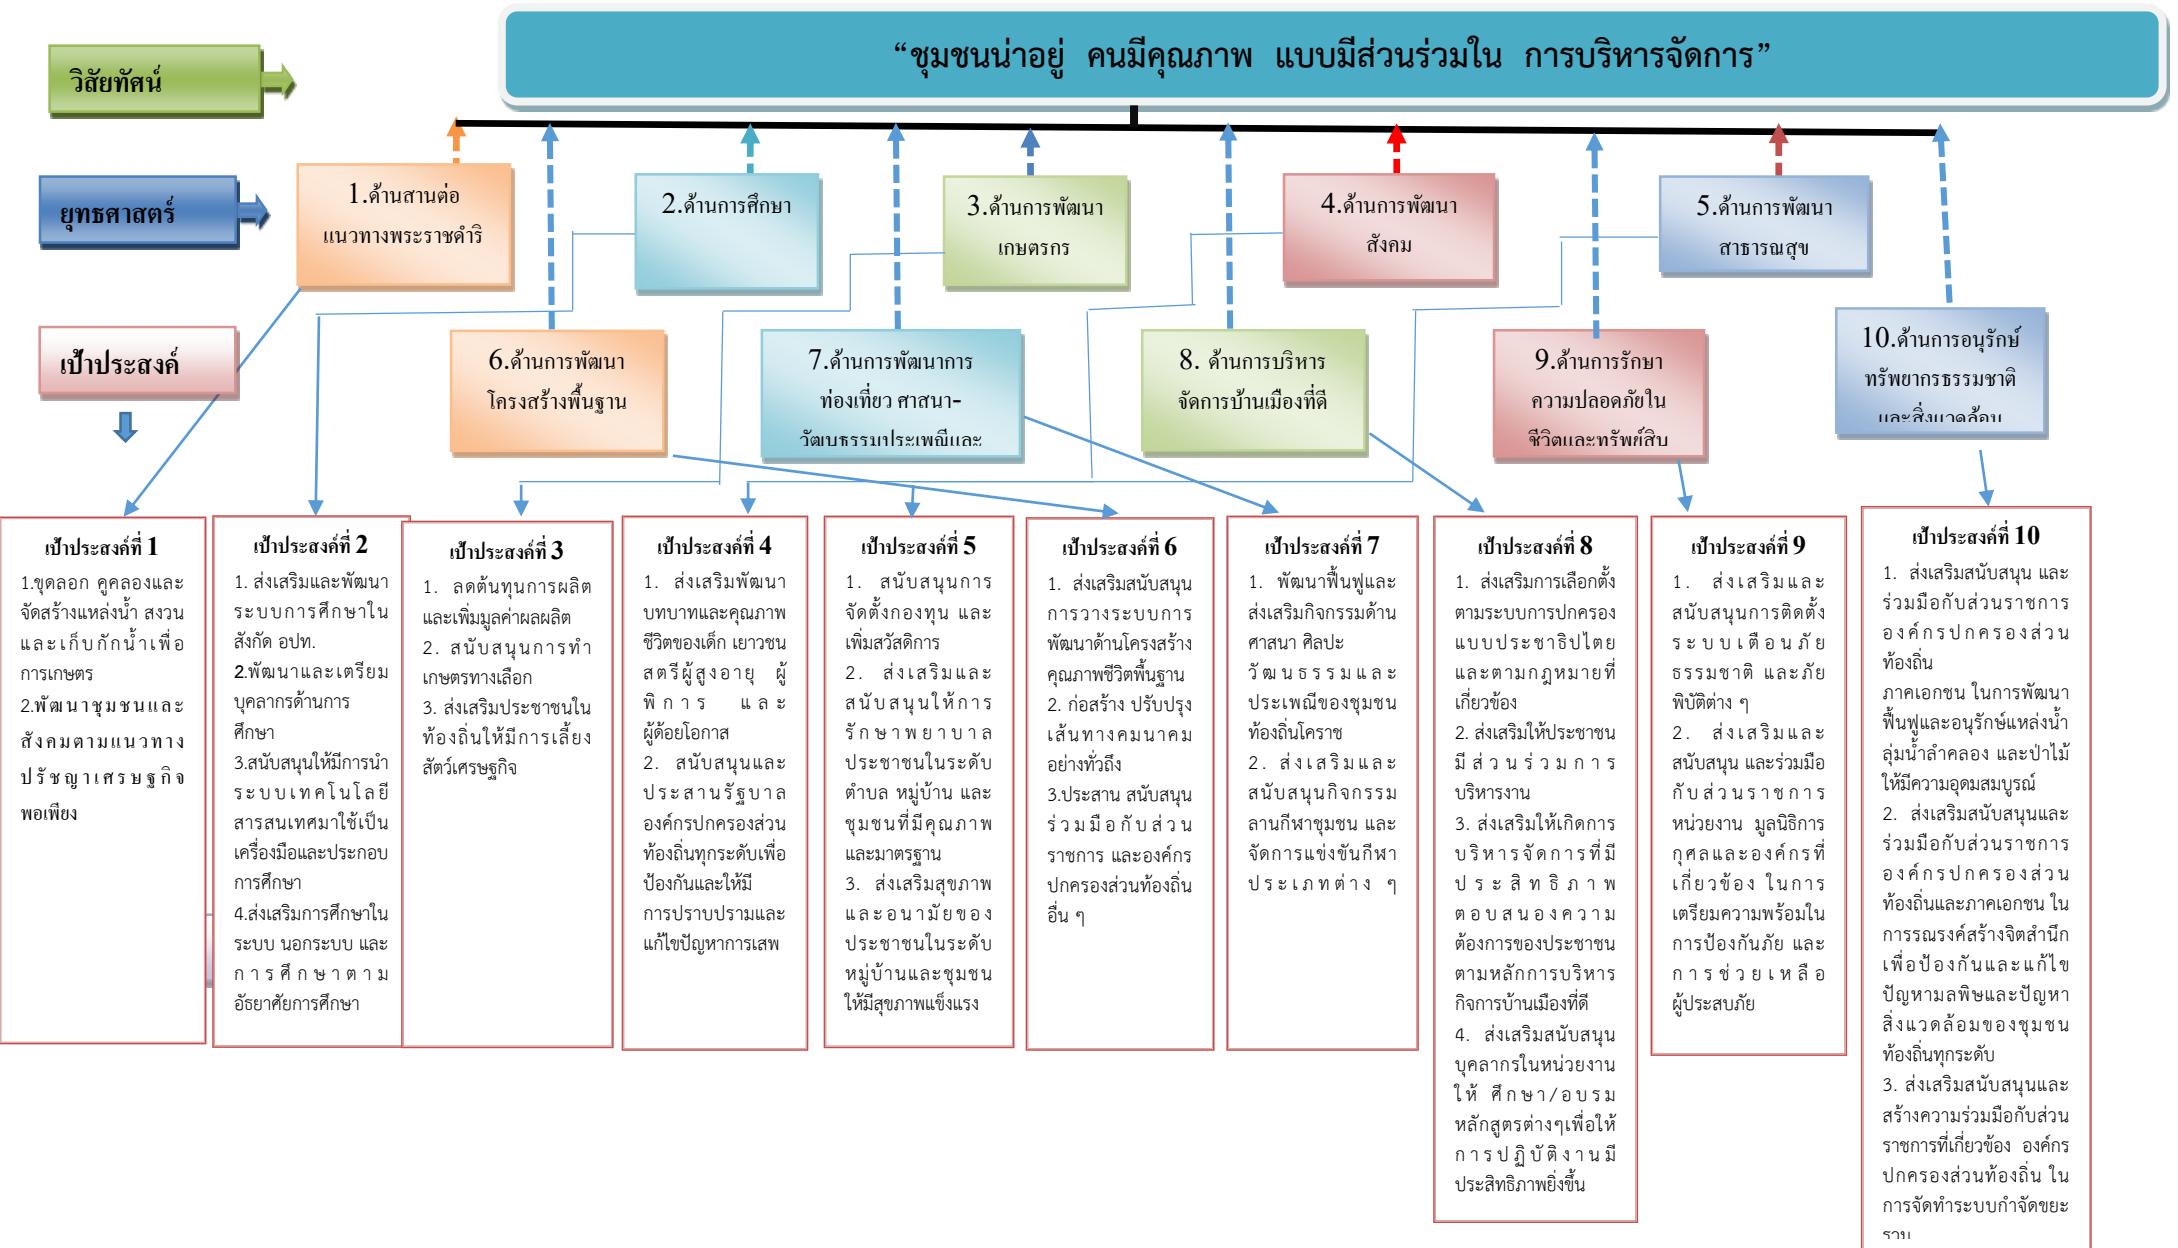 “ชุมชนน่าอยู่ คนมีคุณภาพ แบบมีส่วนร่วมใน การบริหารจัดการ”
วิสัยทัศน์
ยุทธศาสตร์
1.ด้านสานต่อ
แนวทางพระราชดำริ
2.ด้านการศึกษา
3.ด้านการพัฒนา
เกษตรกร
4.ด้านการพัฒนา
สังคม
5.ด้านการพัฒนา
สาธารณสุข
เป้าประสงค์
6.ด้านการพัฒนา
โครงสร้างพื้นฐาน
7.ด้านการพัฒนาการ
ท่องเที่ยว ศาสนา-
วัฒนธรรมประเพณีและ
8. ด้านการบริหาร
จัดการบ้านเมืองที่ดี
9.ด้านการรักษา
ความปลอดภัยใน
ชีวิตและทรัพย์สิน
10.ด้านการอนุรักษ์
ทรัพยากรธรรมชาติ
และสิ่งแวดล้อม
เป้าประสงค์ที่ 1
1.ขุดลอก คูคลองและ
จัดสร้างแหล่งน้ำ สงวน
และเก็บกักน้ำเพื่อ
การเกษตร
2.พัฒนาชุมชนและ
สังคมตามแนวทาง
ปรัชญาเศรษฐกิจ
พอเพียง
เป้าประสงค์ที่ 2
1. ส่งเสริมและพัฒนา
ระบบการศึกษาใน
สังกัด อปท.
2.พัฒนาและเตรียม
บุคลากรด้านการ
ศึกษา
3.สนับสนุนให้มีการนำ
ระบบเทคโนโลยี
สารสนเทศมาใช้เป็น
เครื่องมือและประกอบ
การศึกษา
4.ส่งเสริมการศึกษาใน
ระบบ นอกระบบ และ
การศึกษาตาม
อัธยาศัยการศึกษา
เป้าประสงค์ที่ 3
1. ลดต้นทุนการผลิต
และเพิ่มมูลค่าผลผลิต
2. สนับสนุนการทำ
เกษตรทางเลือก
3. ส่งเสริมประชาชนใน
ท้องถิ่นให้มีการเลี้ยง
สัตว์เศรษฐกิจ
เป้าประสงค์ที่ 4
1. ส่งเสริมพัฒนา
บทบาทและคุณภาพ
ชีวิตของเด็ก เยาวชน
สตรีผู้สูงอายุ ผู้
พิการ และ
ผู้ด้อยโอกาส
2. สนับสนุนและ
ประสานรัฐบาล
องค์กรปกครองส่วน
ท้องถิ่นทุกระดับเพื่อ
ป้องกันและให้มี
การปราบปรามและ
แก้ไขปัญหาการเสพ
เป้าประสงค์ที่ 5
1. สนับสนุนการ
จัดตั้งกองทุน และ
เพิ่มสวัสดิการ
2. ส่งเสริมและ
สนับสนุนให้การ
รักษาพยาบาล
ประชาชนในระดับ
ตำบล หมู่บ้าน และ
ชุมชนที่มีคุณภาพ
และมาตรฐาน
3. ส่งเสริมสุขภาพ
และอนามัยของ
ประชาชนในระดับ
หมู่บ้านและชุมชน
ให้มีสุขภาพแข็งแรง
เป้าประสงค์ที่ 6
1. ส่งเสริมสนับสนุน
การวางระบบการ
พัฒนาด้านโครงสร้าง
คุณภาพชีวิตพื้นฐาน
2. ก่อสร้าง ปรับปรุง
เส้นทางคมนาคม
อย่างทั่วถึง
3.ประสาน สนับสนุน
ร่วมมือกับส่วน
ราชการ และองค์กร
ปกครองส่วนท้องถิ่น
อื่น ๆ
เป้าประสงค์ที่ 7
1. พัฒนาฟื้นฟูและ
ส่งเสริมกิจกรรมด้าน
ศาสนา ศิลปะ
วัฒนธรรมและ
ประเพณีของชุมชน
ท้องถิ่นโคราช
2. ส่งเสริมและ
สนับสนุนกิจกรรม
ลานกีฬาชุมชน และ
จัดการแข่งขันกีฬา
ประเภทต่าง ๆ
เป้าประสงค์ที่ 8
1. ส่งเสริมการเลือกตั้ง
ตามระบบการปกครอง
แบบประชาธิปไตย
และตามกฎหมายที่
เกี่ยวข้อง
2. ส่งเสริมให้ประชาชน
มีส่วนร่วมการ
บริหารงาน
3. ส่งเสริมให้เกิดการ
บริหารจัดการที่มี
ประสิทธิภาพ
ตอบสนองความ
ต้องการของประชาชน
ตามหลักการบริหาร
กิจการบ้านเมืองที่ดี
4. ส่งเสริมสนับสนุน
บุคลากรในหน่วยงาน
ให้ ศึกษา/อบรม
หลักสูตรต่างๆเพื่อให้
การปฏิบัติงานมี
ประสิทธิภาพยิ่งขึ้น
เป้าประสงค์ที่ 9
1. ส่งเสริมและ
สนับสนุนการติดตั้ง
ระบบเตือนภัย
ธรรมชาติ และภัย
พิบัติต่าง ๆ
2. ส่งเสริมและ
สนับสนุน และร่วมมือ
กับส่วนราชการ
หน่วยงาน มูลนิธิการ
กุศลและองค์กรที่
เกี่ยวข้อง ในการ
เตรียมความพร้อมใน
การป้องกันภัย และ
การช่วยเหลือ
ผู้ประสบภัย
เป้าประสงค์ที่ 10
1. ส่งเสริมสนับสนุน และ
ร่วมมือกับส่วนราชการ
องค์กรปกครองส่วน
ท้องถิ่น
ภาคเอกชน ในการพัฒนา
ฟื้นฟูและอนุรักษ์แหล่งน้ำ
ลุ่มน้ำลำคลอง และป่าไม้
ให้มีความอุดมสมบูรณ์
2. ส่งเสริมสนับสนุนและ
ร่วมมือกับส่วนราชการ
องค์กรปกครองส่วน
ท้องถิ่นและภาคเอกชน ใน
การรณรงค์สร้างจิตสำนึก
เพื่อป้องกันและแก้ไข
ปัญหามลพิษและปัญหา
สิ่งแวดล้อมของชุมชน
ท้องถิ่นทุกระดับ
3. ส่งเสริมสนับสนุนและ
สร้างความร่วมมือกับส่วน
ราชการที่เกี่ยวข้อง องค์กร
ปกครองส่วนท้องถิ่น ใน
การจัดทำระบบกำจัดขยะ
รวม